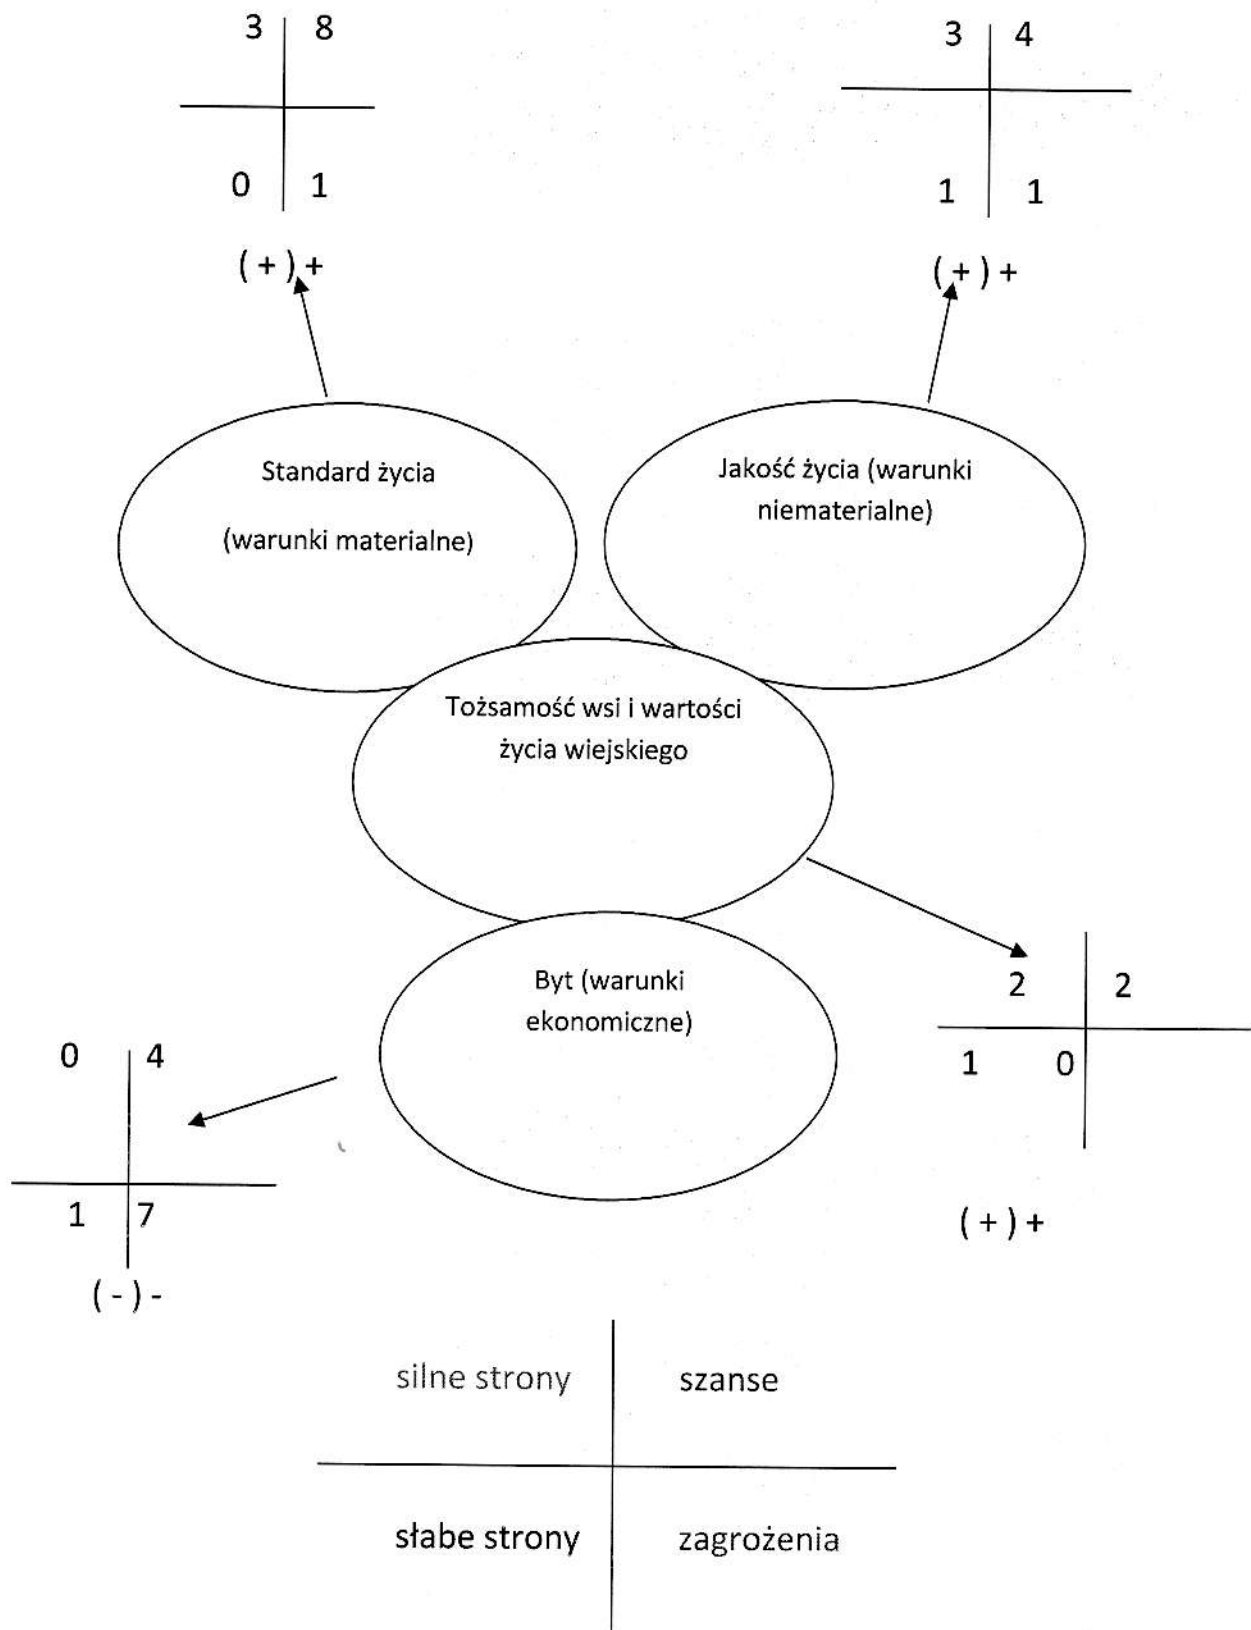 3 8
0 1
( + ) +
3 4
1 1
( + ) +
Standard życia
(warunki materialne)
Jakość życia (warunki
niematerialne)
Tożsamość wsi i wartości
życia wiejskiego
Byt (warunki
ekonomiczne)
2 2
1 0
( + ) +
0 4
1 7
( - ) -
silne strony szanse
słabe strony zagrożenia